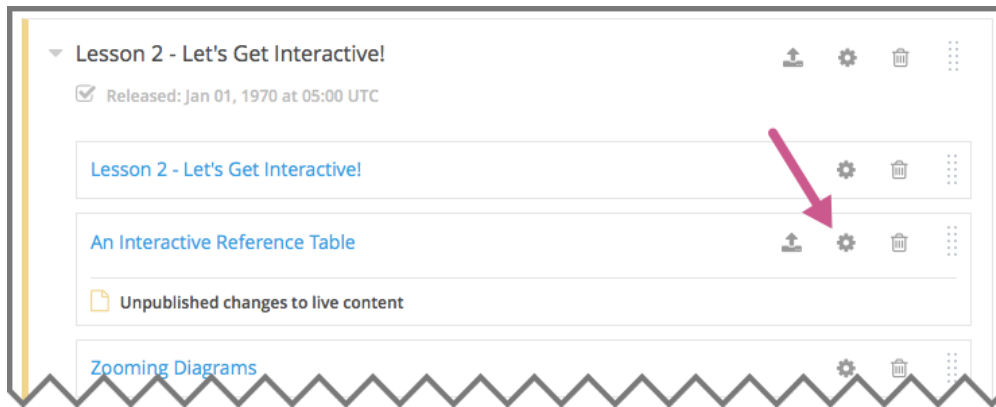 Lesson 2 - Let's Get Interactive!
Released: Jan 01, 1970 at 05:00 UTC
Lesson 2 - Let's Get Interactive!
An Interactive Reference Table
Unpublished changes to live content
Zooming Diagrams